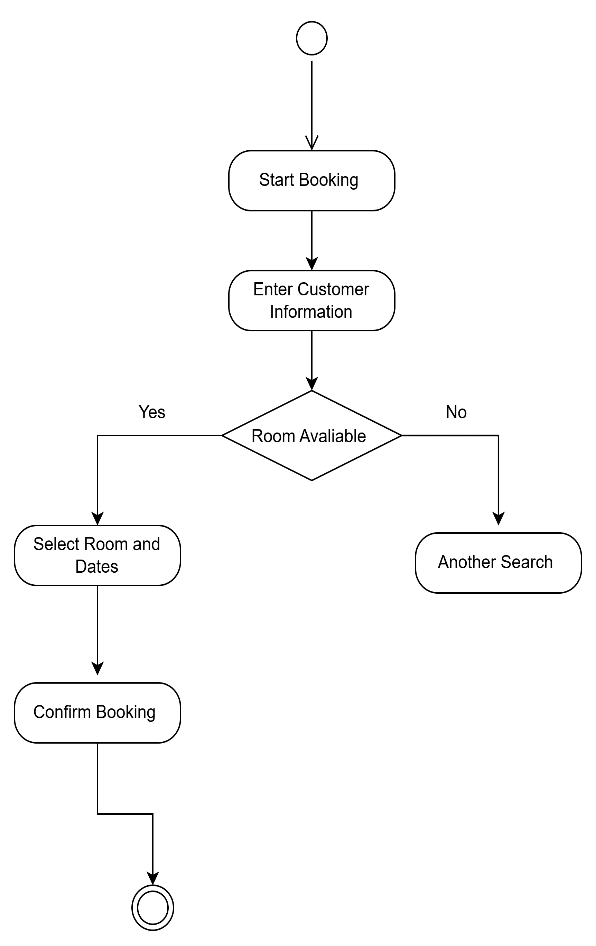 Start Booking
Enter Customer
Information
Yes
No
Room Avaliable
Select Room and
Dates
Another Search
Confirm Booking